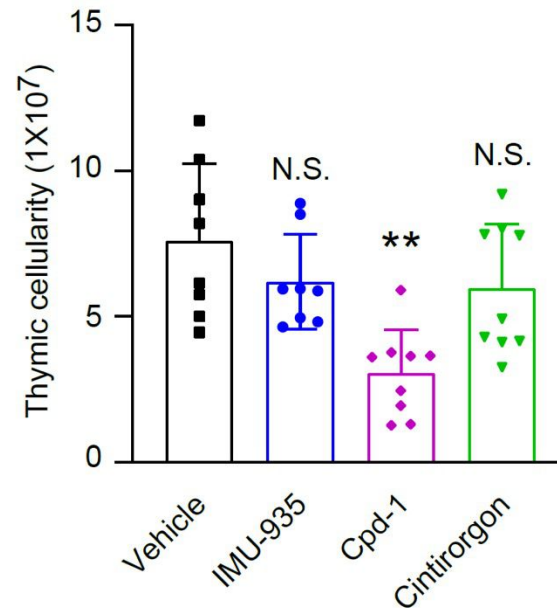 15
10
5
0
Thymic cellularity (1X10⁷)
N.S.
**
N.S.
Vehicle
IMU-935
Cpd-1
Cintirorgon